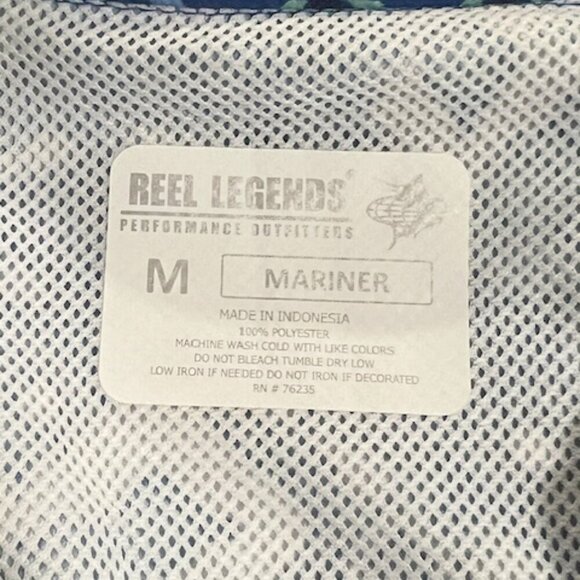 REEL LEGENDS®
PERFORMANCE OUTFITTERS
M MARINER
MADE IN INDONESIA
100% POLYESTER
MACHINE WASH COLD WITH LIKE COLORS
DO NOT BLEACH TUMBLE DRY LOW
LOW IRON IF NEEDED DO NOT IRON IF DECORATED
RN # 76235